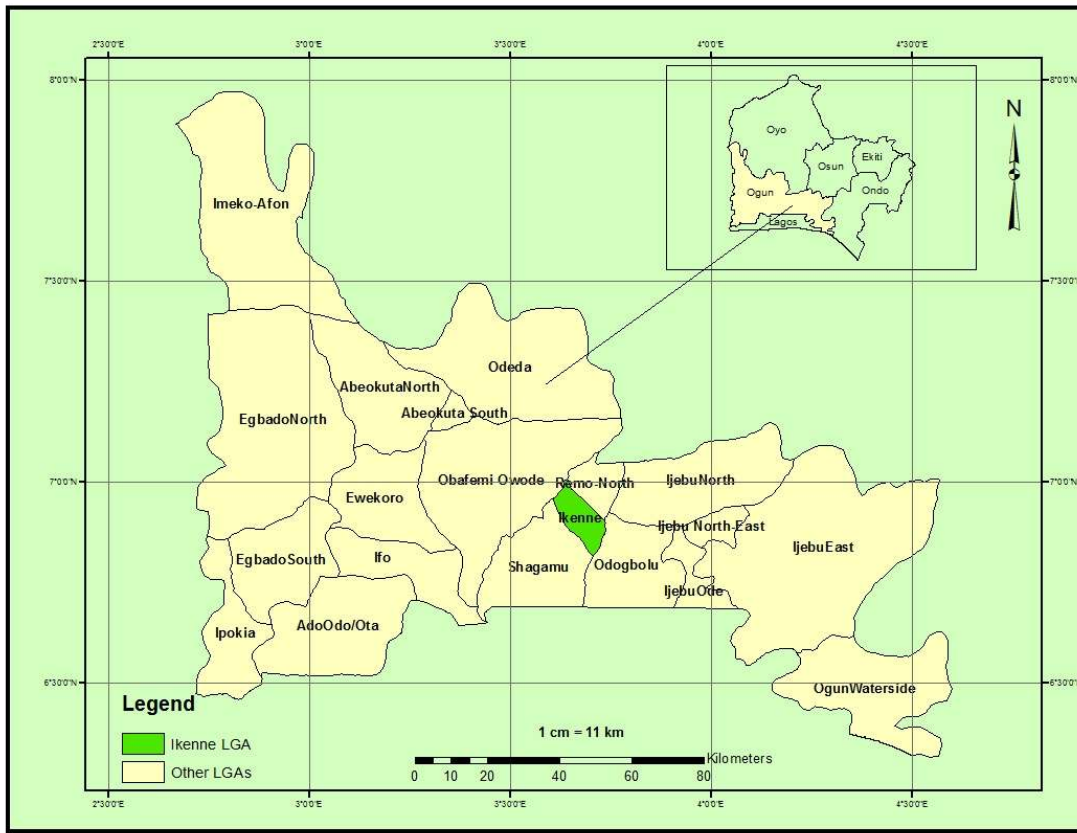 2°30'0"E 3°0'0"E 3°30'0"E 4°0'0"E 4°30'0"E
8°0'0"N 8°0'0"N
N
Oyo
Ekiti
Osun
Ondo
Ogun
Lagos
Imeko-Afon
7°30'0"N 7°30'0"N
Odeda
AbeokutaNorth
Abeokuta South
EgbadoNorth
7°0'0"N 7°0'0"N
Obafemi Owode
Remo-North
IjebuNorth
Ewekoro
Ikenne
Ijebu North-East
IjebuEast
EgbadoSouth
Ifo
Shagamu
Odogbolu
IjebuOde
Ipokia
AdoOdo/Ota
6°30'0"N 6°30'0"N
OgunWaterside
Legend
Ikenne LGA
Other LGAs
1 cm = 11 km
Kilometers
0 10 20 40 60 80
2°30'0"E 3°0'0"E 3°30'0"E 4°0'0"E 4°30'0"E